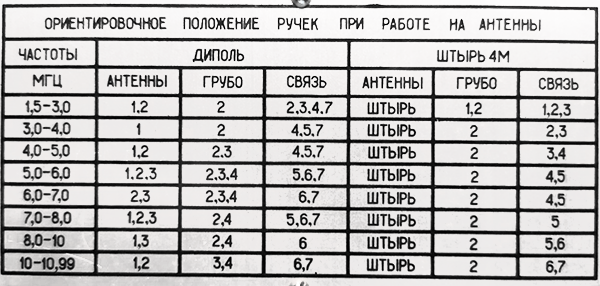 ОРИЕНТИРОВОЧНОЕ ПОЛОЖЕНИЕ РУЧЕК ПРИ РАБОТЕ НА АНТЕННЫ
ЧАСТОТЫ ДИПОЛЬ ШТЫРЬ 4М
МГЦ АНТЕННЫ ГРУБО СВЯЗЬ АНТЕННЫ ГРУБО СВЯЗЬ
1,5-3,0 1,2 2 2,3,4,7 ШТЫРЬ 1,2 1,2,3
3,0-4,0 1 2 4,5,7 ШТЫРЬ 2 2,3
4,0-5,0 1,2 2,3 4,5,7 ШТЫРЬ 2 3,4
5,0-6,0 1.2.3 2,3,4 5,6,7 ШТЫРЬ 2 4,5
6,0-7,0 2,3 2,3,4 6,7 ШТЫРЬ 2 4,5
7,0-8,0 1,2,3 2,4 5,6,7 ШТЫРЬ 2 5
8,0-10 1,3 2,4 6 ШТЫРЬ 2 5,6
10-10,99 1,2 3,4 6,7 ШТЫРЬ 2 6,7